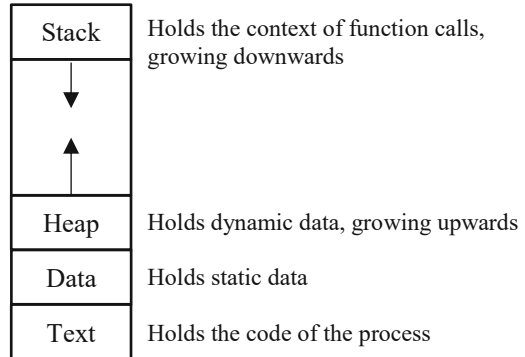 Stack
Holds the context of function calls,
growing downwards
Heap
Holds dynamic data, growing upwards
Data
Holds static data
Text
Holds the code of the process